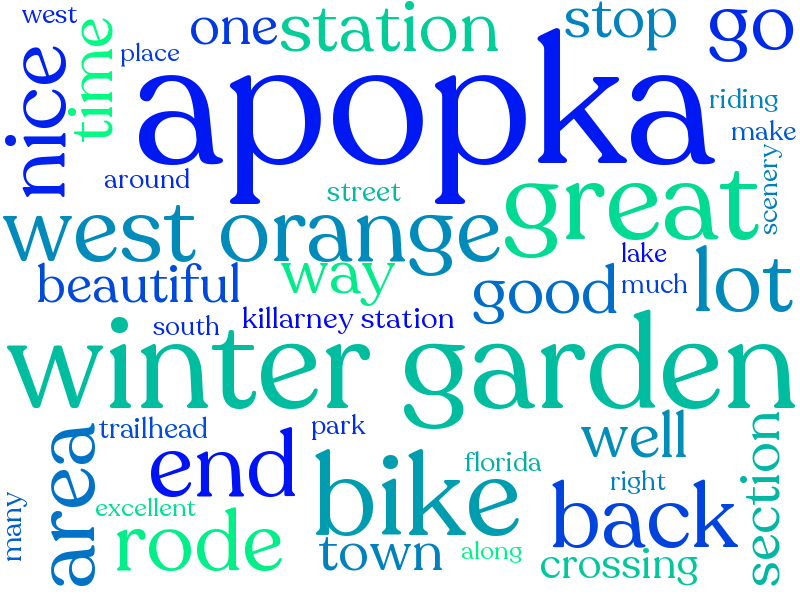 west
one
station
stop
go
nice
time
place
apopka
riding
make
around
street
great
scenery
west orange
way
lake
beautiful
good
much
lot
south
killarney station
winter garden
trailhead
park
well
area
end
bike
florida
section
many
excellent
right
back
rode
town
along
crossing